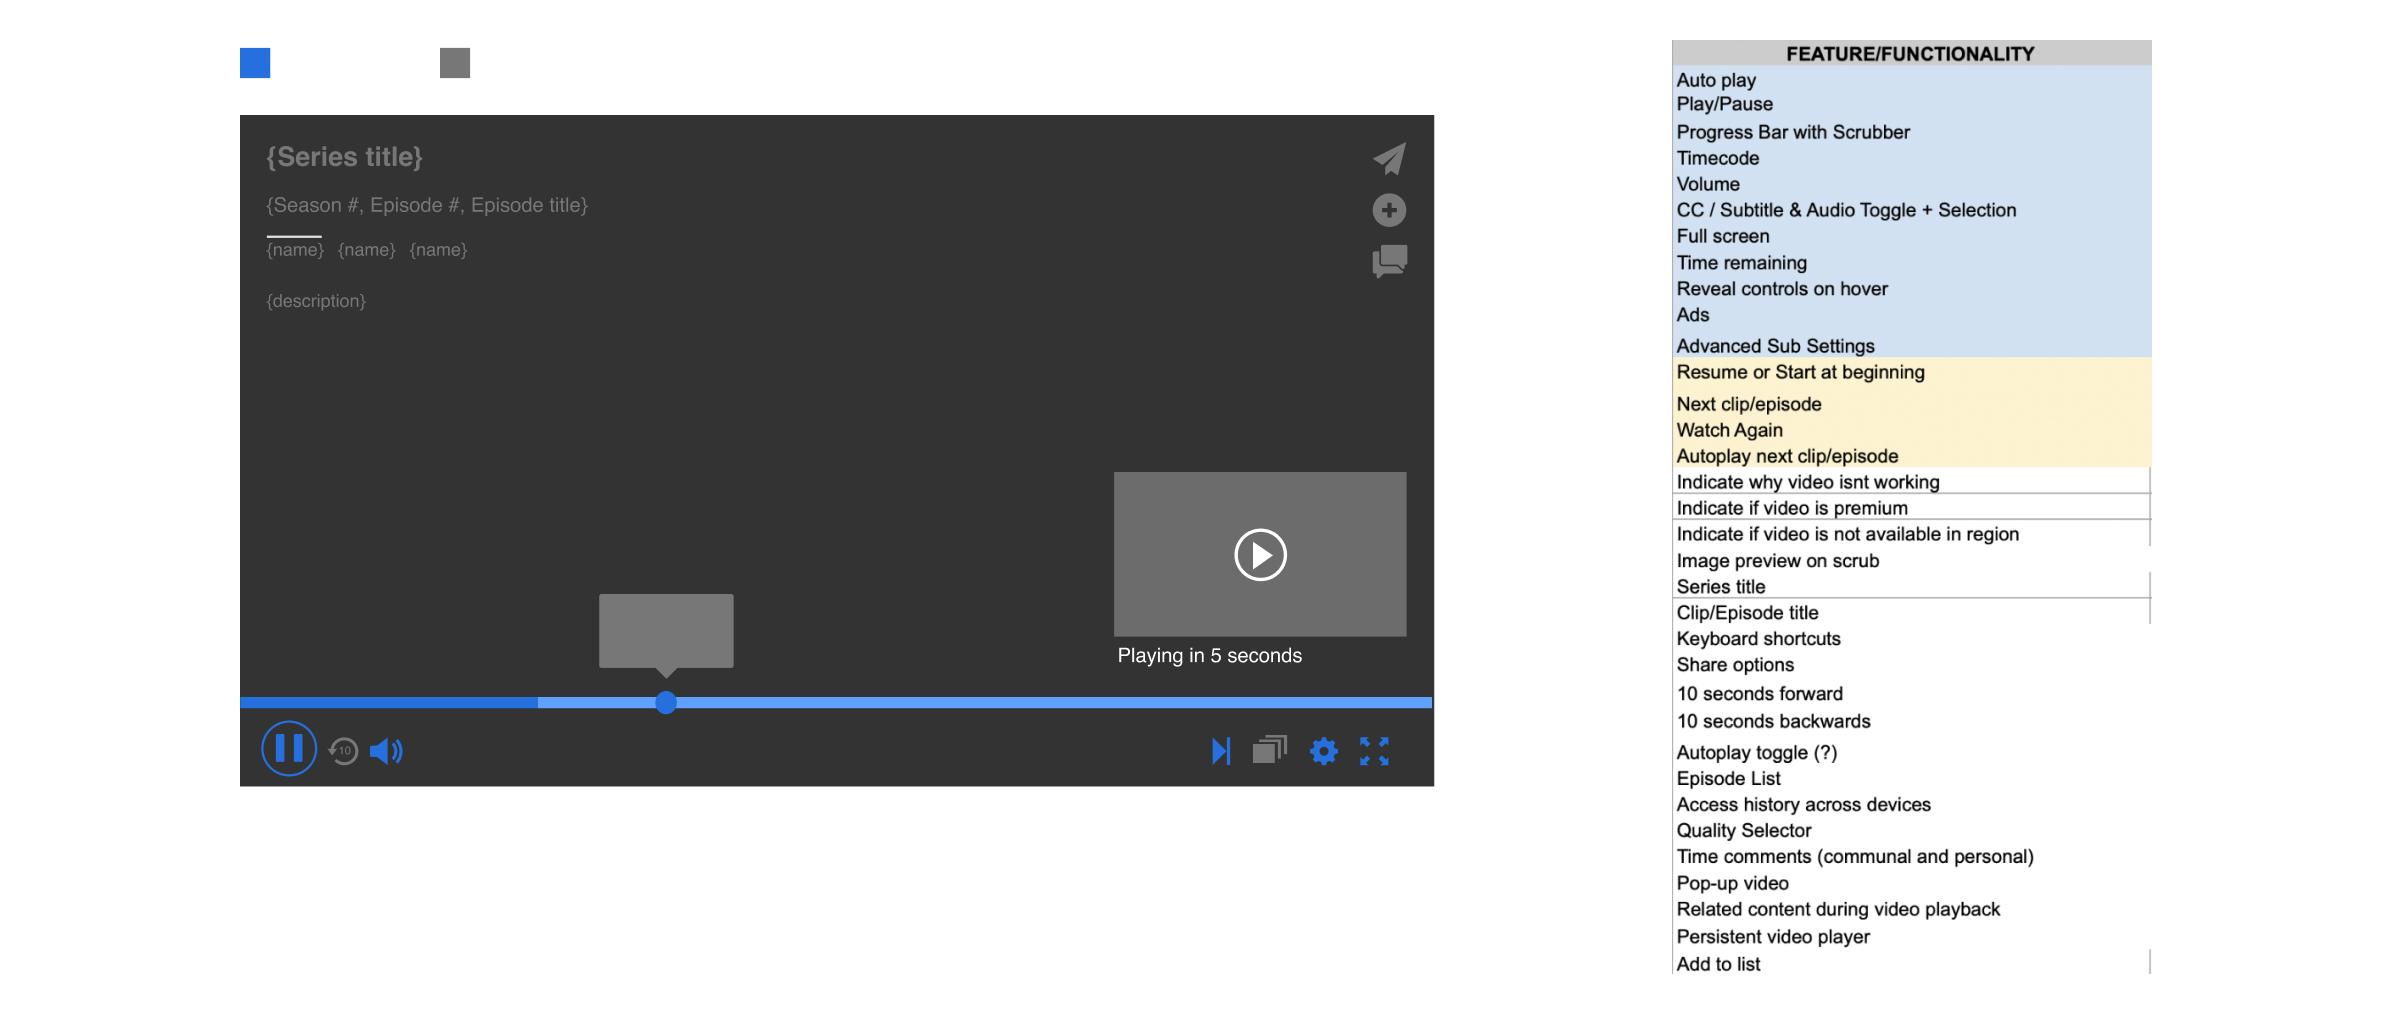 {Series title}
{Season #, Episode #, Episode title}
{name} {name} {name}
{description}
Playing in 5 seconds
10
FEATURE/FUNCTIONALITY
Auto play
Play/Pause
Progress Bar with Scrubber
Timecode
Volume
CC / Subtitle & Audio Toggle + Selection
Full screen
Time remaining
Reveal controls on hover
Ads
Advanced Sub Settings
Resume or Start at beginning
Next clip/episode
Watch Again
Autoplay next clip/episode
Indicate why video isnt working
Indicate if video is premium
Indicate if video is not available in region
Image preview on scrub
Series title
Clip/Episode title
Keyboard shortcuts
Share options
10 seconds forward
10 seconds backwards
Autoplay toggle (?)
Episode List
Access history across devices
Quality Selector
Time comments (communal and personal)
Pop-up video
Related content during video playback
Persistent video player
Add to list